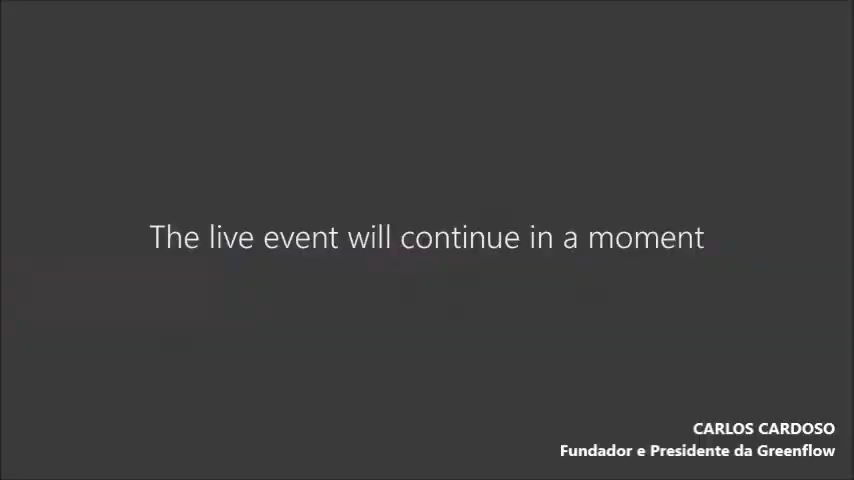 The live event will continue in a moment
CARLOS CARDOSO
Fundador e Presidente da Greenflow